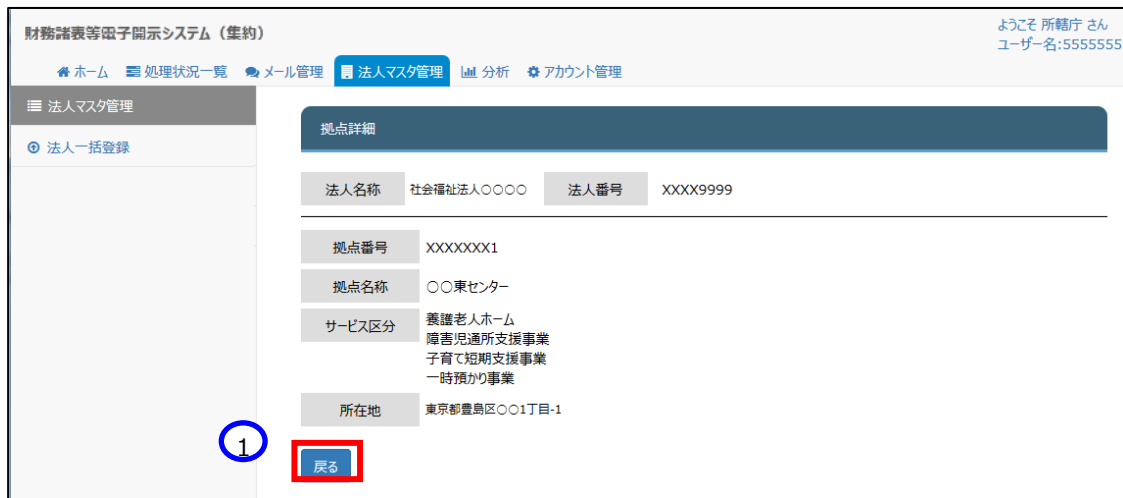 財務諸表等電子開示システム（集約）
ようこそ 所轄庁 さん
ユーザー名:5555555
ホーム 処理状況一覧 メール管理 法人マスタ管理 分析 アカウント管理
法人マスタ管理
法人一括登録
拠点詳細
法人名称 社会福祉法人○○○○ 法人番号 XXXX9999
拠点番号 XXXXXXX1
拠点名称 ○○東センター
サービス区分 養護老人ホーム
障害児通所支援事業
子育て短期支援事業
一時預かり事業
所在地 東京都豊島区○○1丁目-1
1
戻る